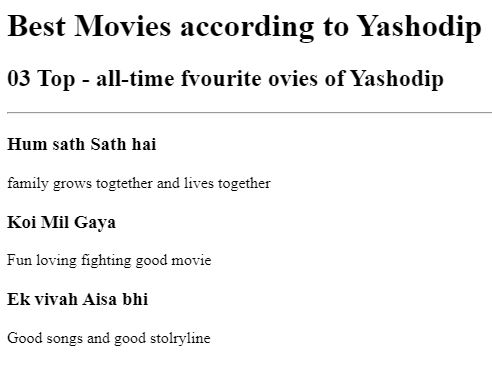 Best Movies according to Yashodip
03 Top - all-time fvourite ovies of Yashodip
Hum sath Sath hai
family grows togtether and lives together
Koi Mil Gaya
Fun loving fighting good movie
Ek vivah Aisa bhi
Good songs and good stolryline